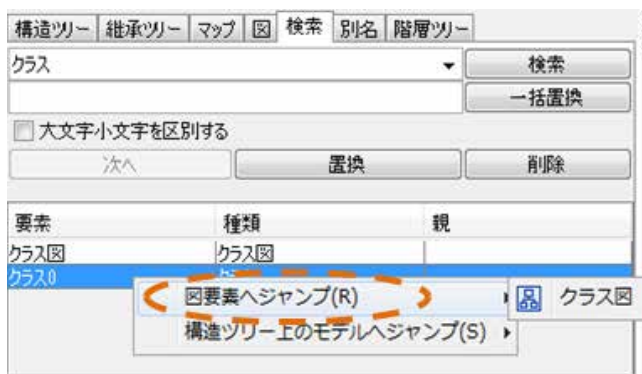 構造ツリー 継承ツリー マップ 図 検索 別名 階層ツリー
クラス 検索
一括置換
大文字小文字を区別する
次へ 置換 削除
要素 種類 親
クラス図 クラス図
クラス0
図要素へジャンプ(R) クラス図
構造ツリー上のモデルへジャンプ(S)